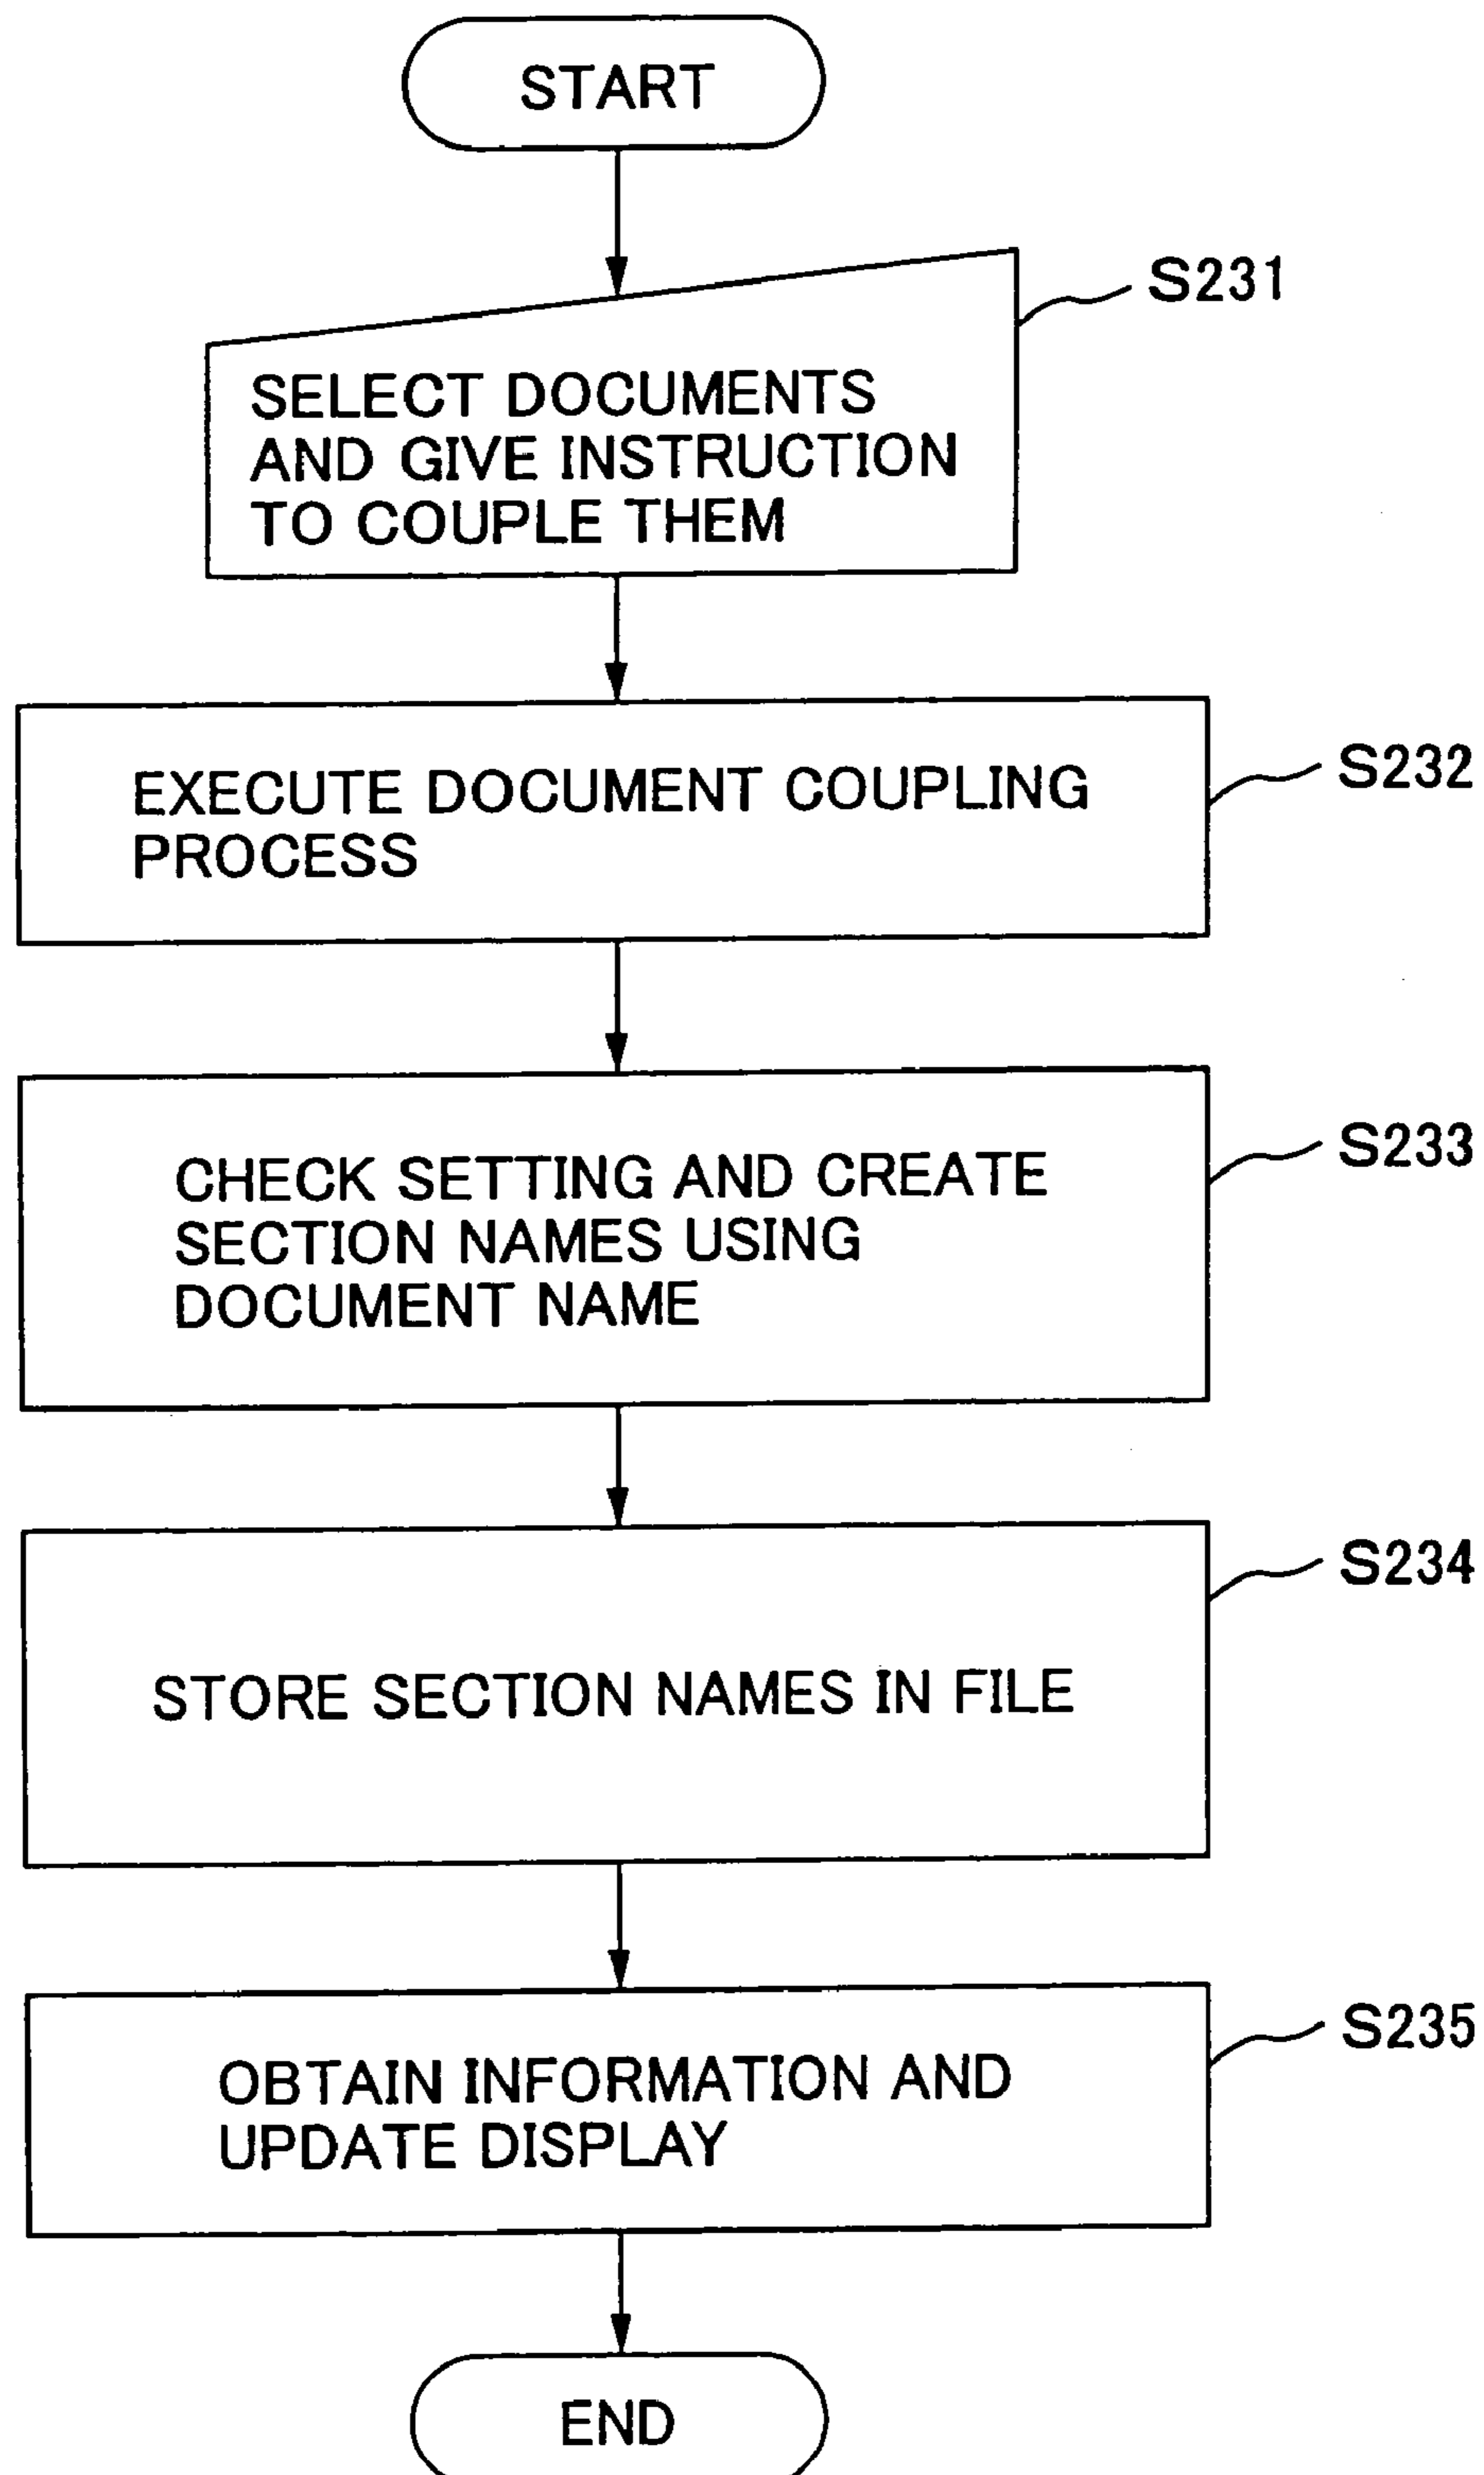 START
S231
SELECT DOCUMENTS
AND GIVE INSTRUCTION
TO COUPLE THEM
S232
EXECUTE DOCUMENT COUPLING
PROCESS
S233
CHECK SETTING AND CREATE
SECTION NAMES USING
DOCUMENT NAME
S234
STORE SECTION NAMES IN FILE
S235
OBTAIN INFORMATION AND
UPDATE DISPLAY
END